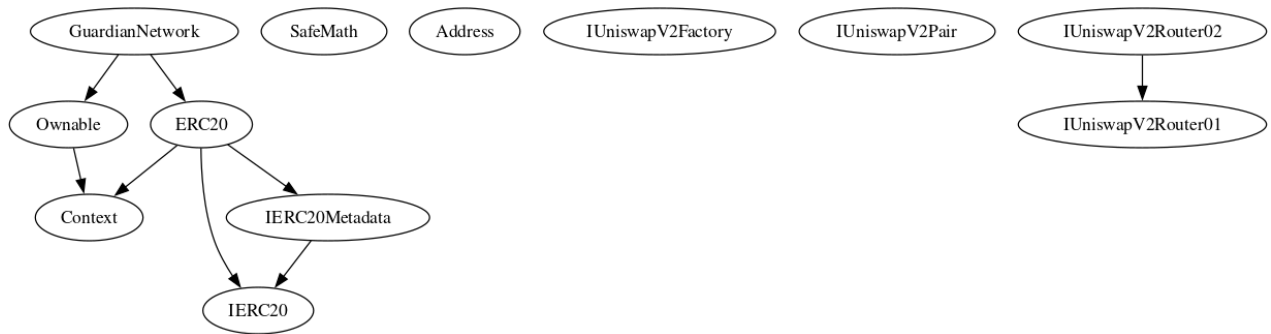 GuardianNetwork
SafeMath
Address
IUniswapV2Factory
IUniswapV2Pair
IUniswapV2Router02
Ownable
ERC20
IUniswapV2Router01
Context
IERC20Metadata
IERC20